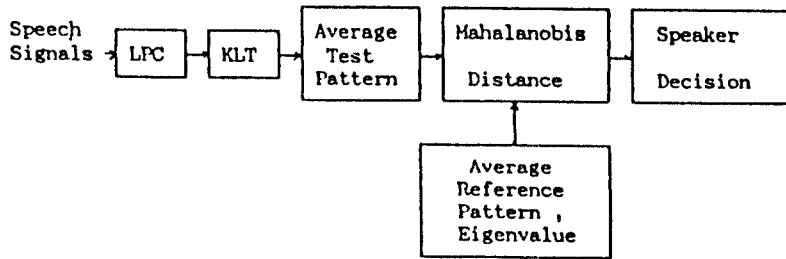 Speech
Signals
LPC
KLT
Average
Test
Pattern
Mahalanobis
Distance
Speaker
Decision
Average
Reference
Pattern ,
Eigenvalue